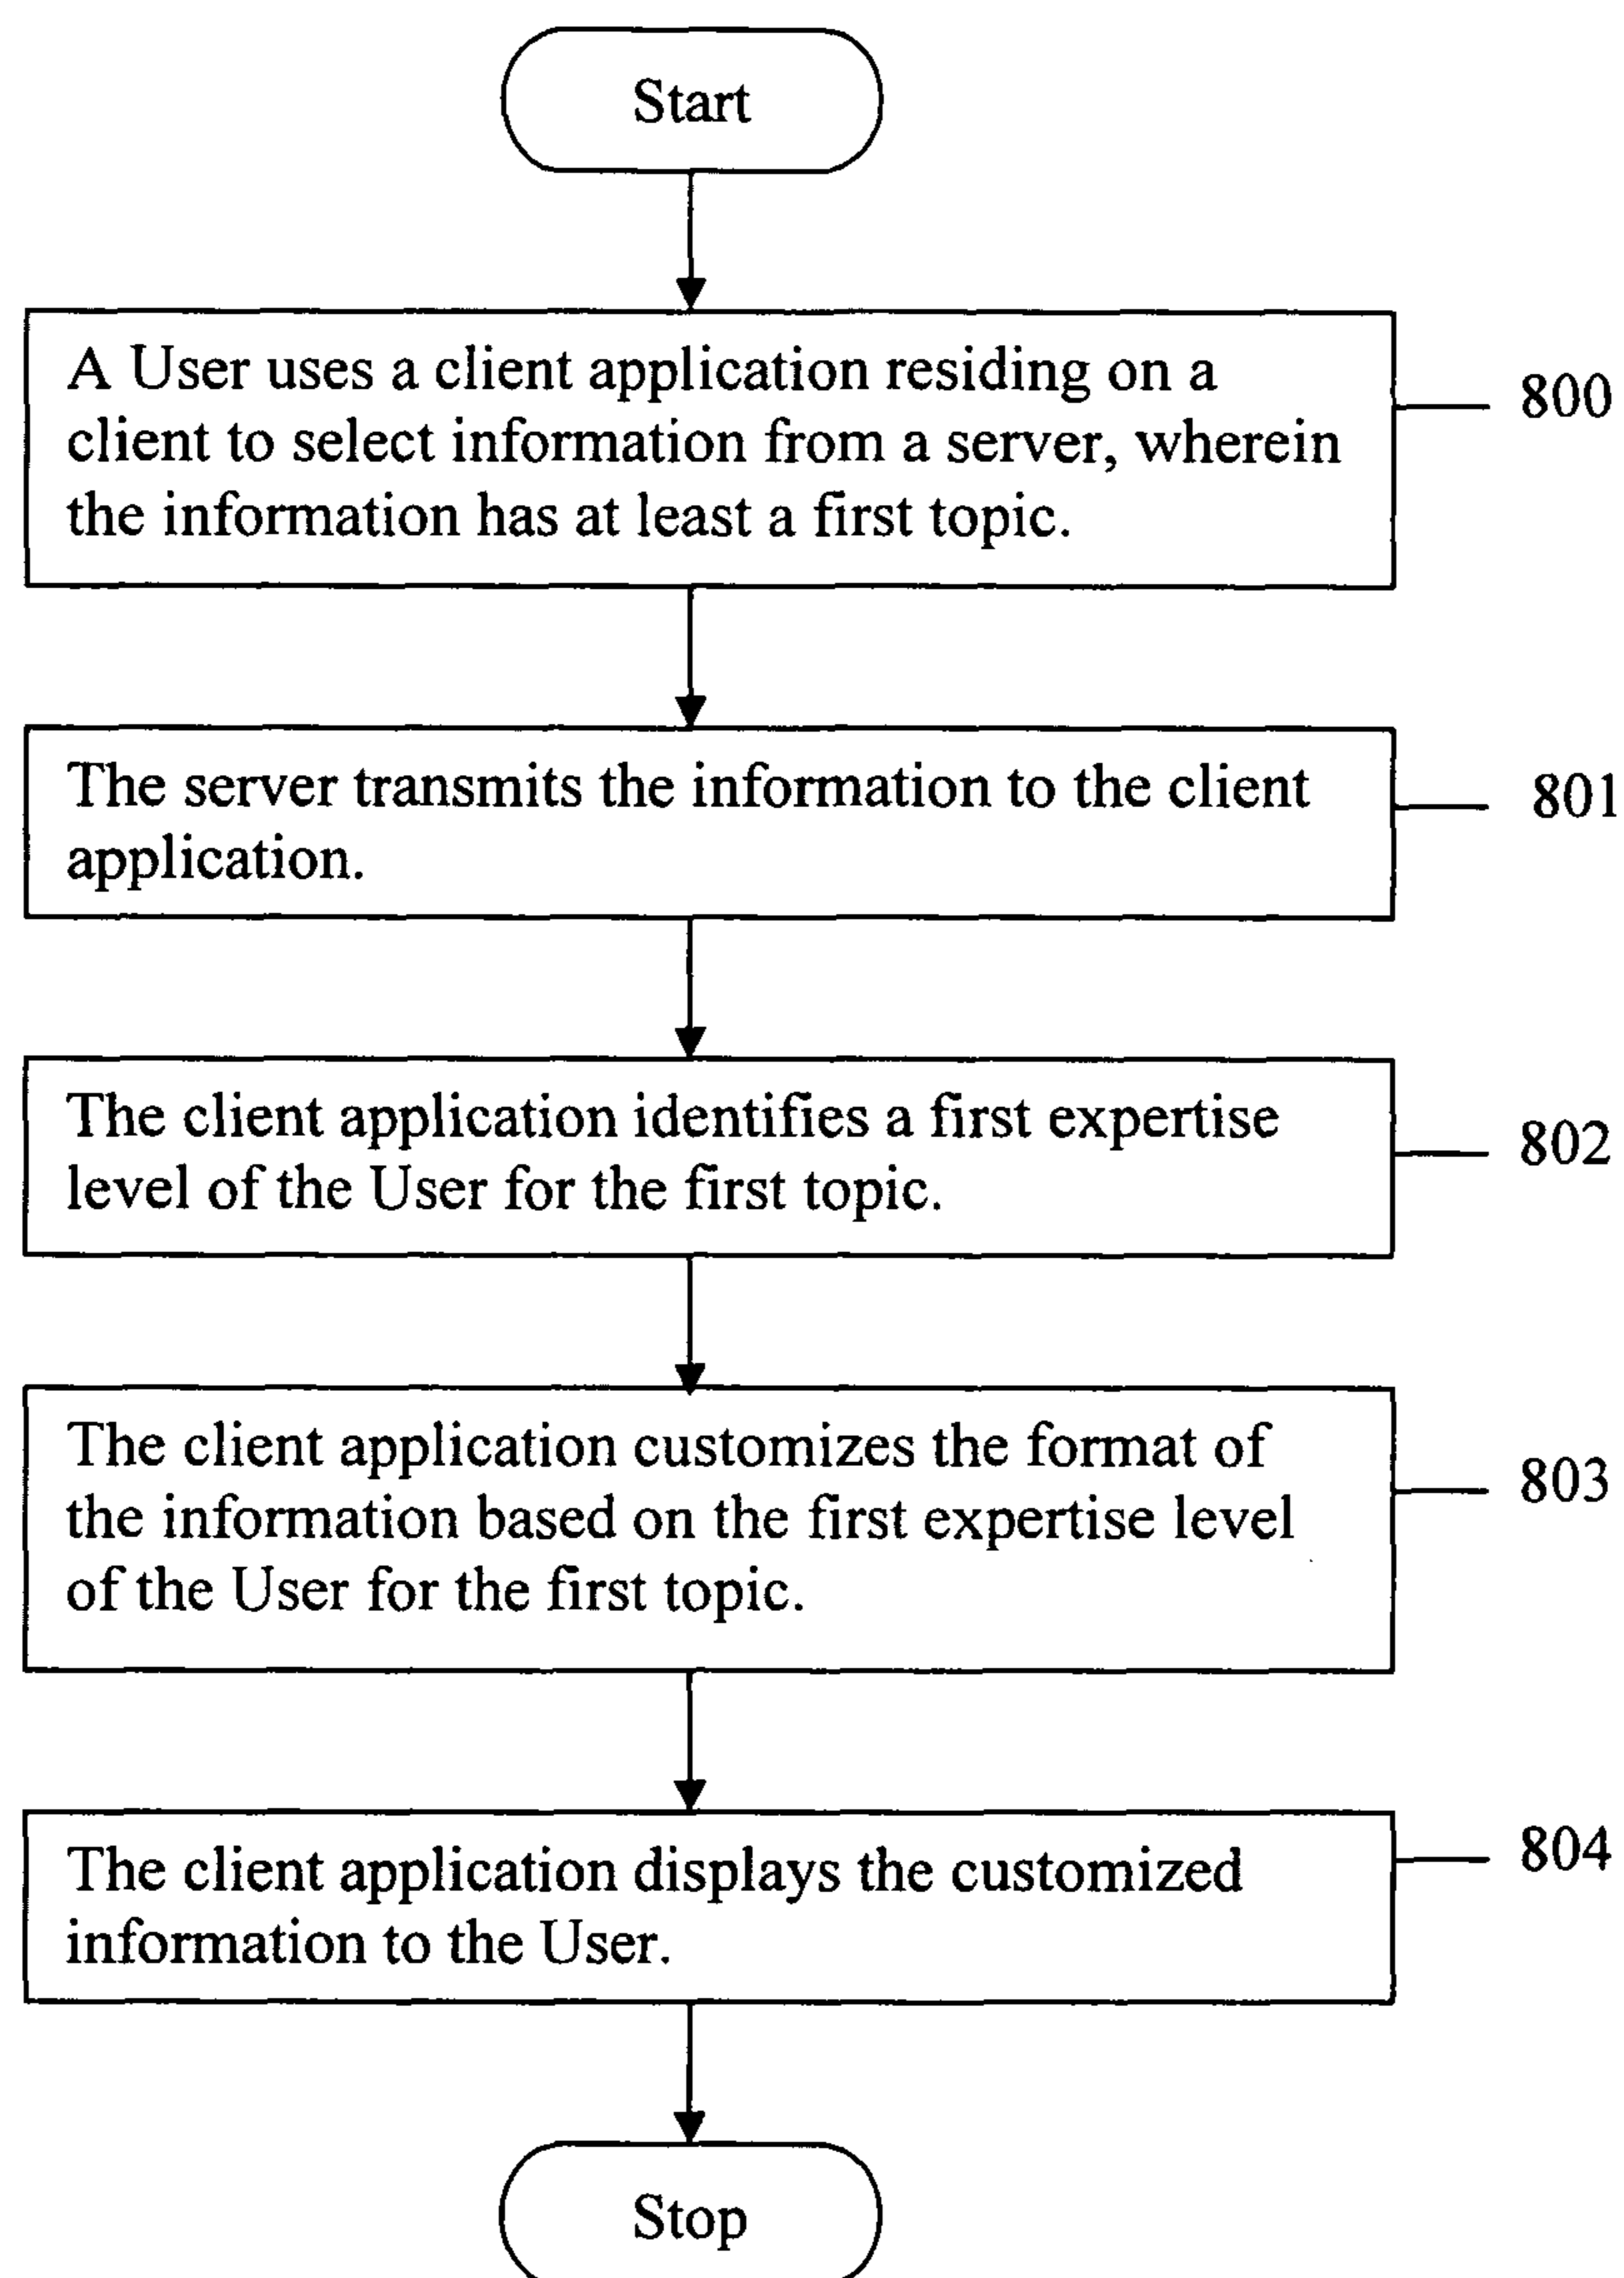 Start
A User uses a client application residing on a
client to select information from a server, wherein
the information has at least a first topic.
800
The server transmits the information to the client
application.
801
The client application identifies a first expertise
level of the User for the first topic.
802
The client application customizes the format of
the information based on the first expertise level
of the User for the first topic.
803
The client application displays the customized
information to the User.
804
Stop